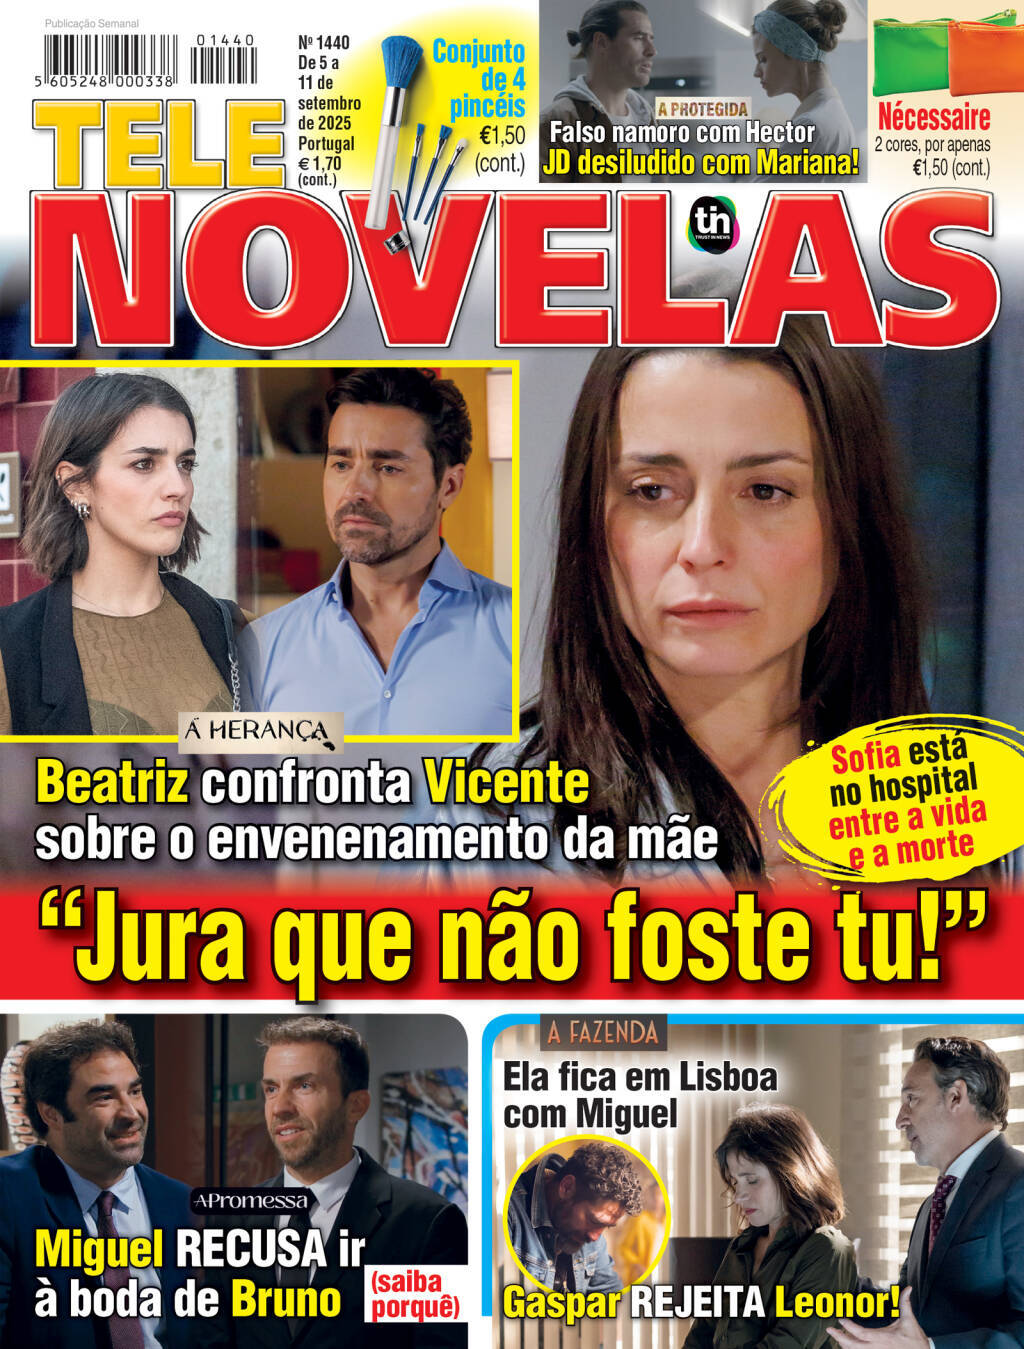 Publicação Semanal
01440
5 605248 000338
Nº 1440
De 5 a
11 de
setembro
de 2025
Portugal
€ 1,70
(cont.)
Conjunto
de 4
pincéis
€1,50
(cont.)
A PROTEGIDA
Falso namoro com Hector
JD desiludido com Mariana!
Nécessaire
2 cores, por apenas
€1,50 (cont.)
TELE
NOVELAS
tin
TRUST IN NEWS
A HERANÇA
Beatriz confronta Vicente
sobre o envenenamento da mãe
Sofia está
no hospital
entre a vida
e a morte
“Jura que não foste tu!”
A Promessa
Miguel RECUSA ir
à boda de Bruno
(saiba
porquê)
A FAZENDA
Ela fica em Lisboa
com Miguel
Gaspar REJEITA Leonor!